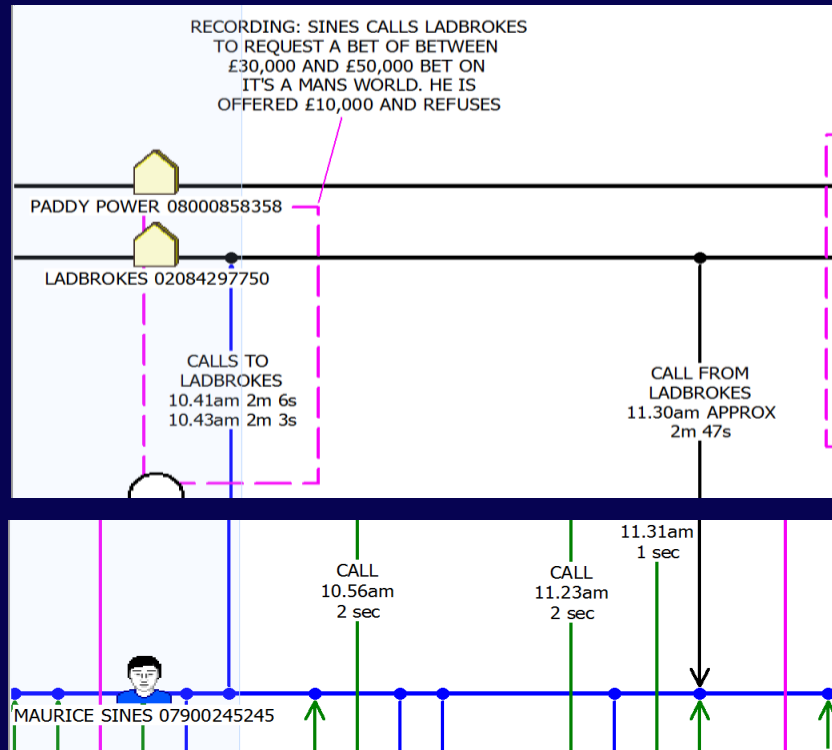 RECORDING: SINES CALLS LADBROKES
TO REQUEST A BET OF BETWEEN
£30,000 AND £50,000 BET ON
IT'S A MANS WORLD. HE IS
OFFERED £10,000 AND REFUSES
PADDY POWER 08000858358
LADBROKES 02084297750
CALLS TO
LADBROKES
10.41am 2m 6s
10.43am 2m 3s
CALL FROM
LADBROKES
11.30am APPROX
2m 47s
11.31am
1 sec
CALL
10.56am
2 sec
CALL
11.23am
2 sec
MAURICE SINES 07900245245